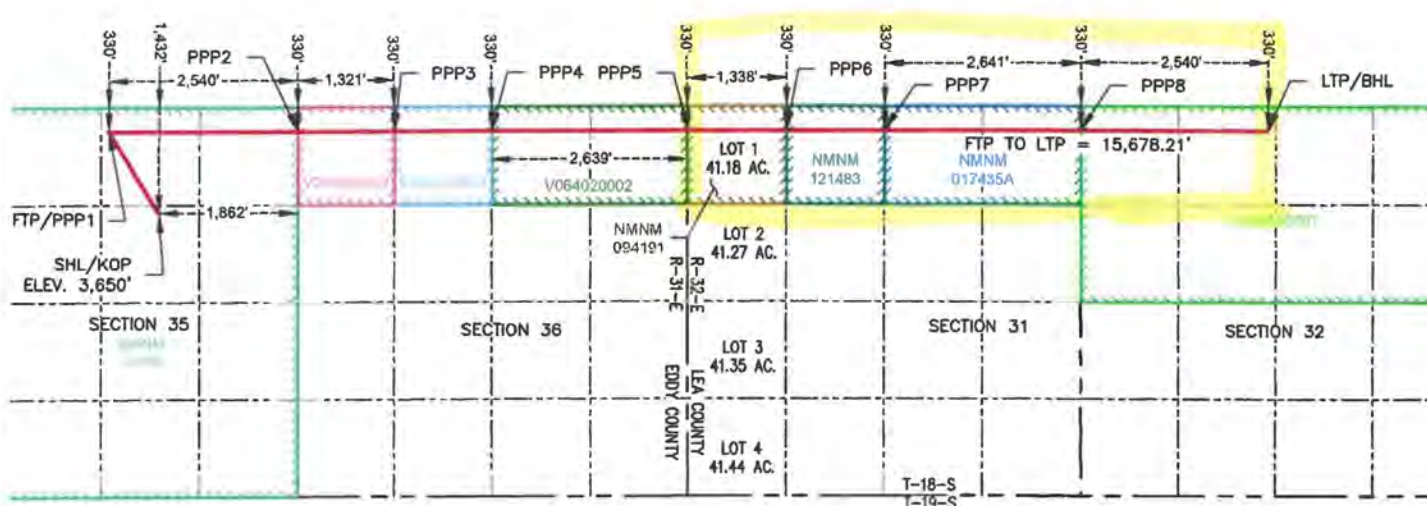 330'
1,432'
330'
330'
330'
330'
330'
330'
330'
330'
PPP2
2,540'
1,321'
PPP3
PPP4 PPP5
1,338'
PPP6
2,641'
PPP7
2,540'
PPP8
LTP/BHL
FTP TO LTP = 15,678.21'
LOT 1
41.18 AC.
2,639'
V064020002
NMNM
121483
NMNM
017435A
FTP/PPP1
1,862'
SHL/KOP
ELEV. 3,650'
NMNM
094191
LOT 2
41.27 AC.
R-31-E
R-32-E
SECTION 35
SECTION 36
SECTION 31
SECTION 32
LOT 3
41.35 AC.
EDDY COUNTY
LEA COUNTY
LOT 4
41.44 AC.
T-18-S
T-19-S